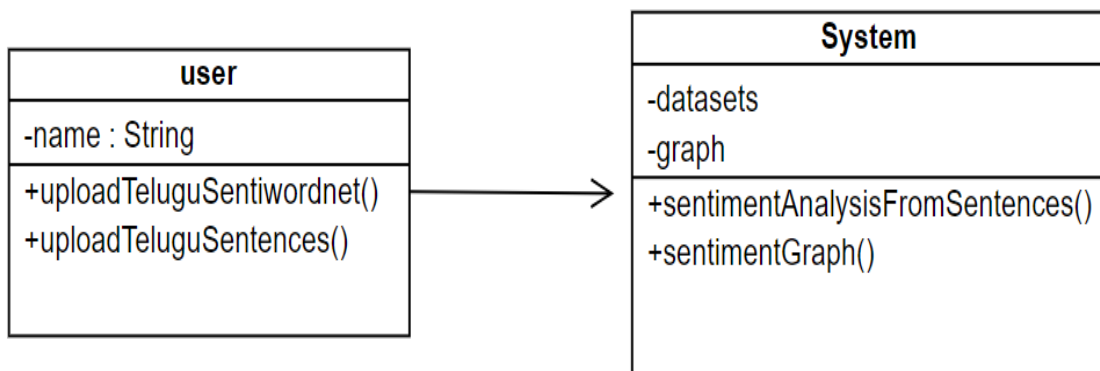 user
-name : String
+uploadTeluguSentiwordnet()
+uploadTeluguSentences()
System
-datasets
-graph
+sentimentAnalysisFromSentences()
+sentimentGraph()